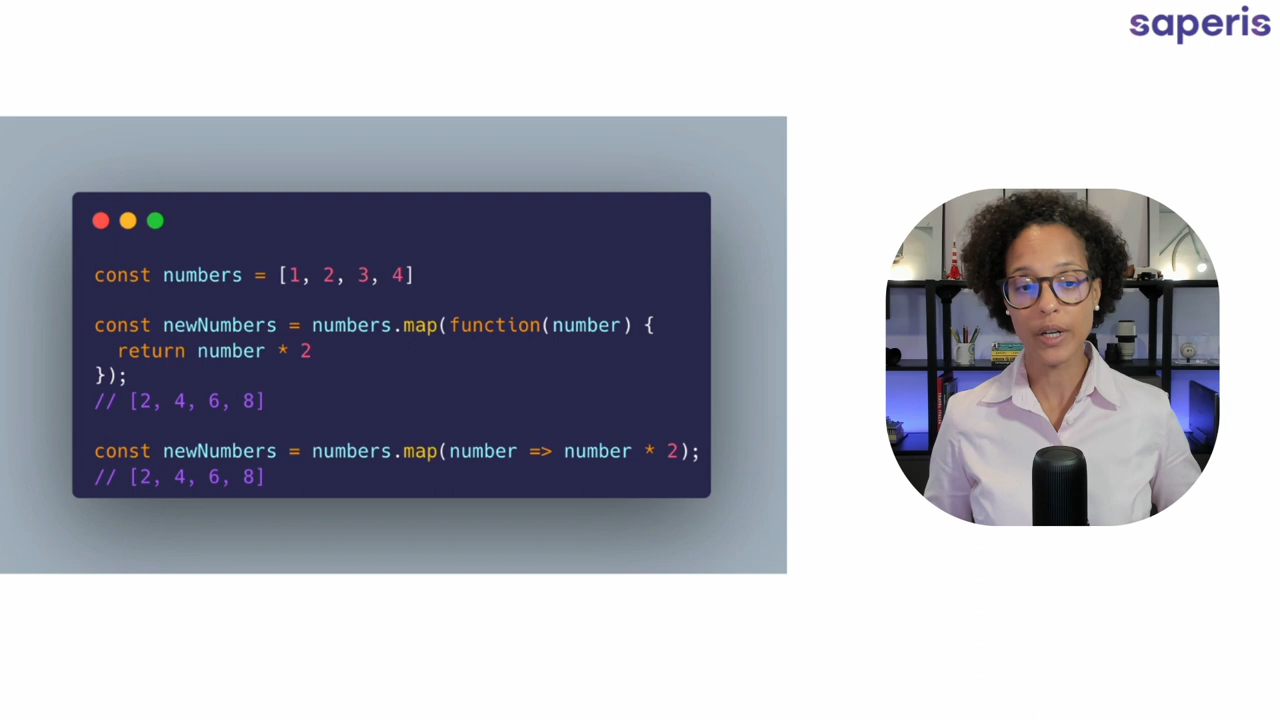 saperis
const numbers = [1, 2, 3, 4]
const newNumbers = numbers.map(function(number) {
  return number * 2
});
// [2, 4, 6, 8]
const newNumbers = numbers.map(number => number * 2);
// [2, 4, 6, 8]